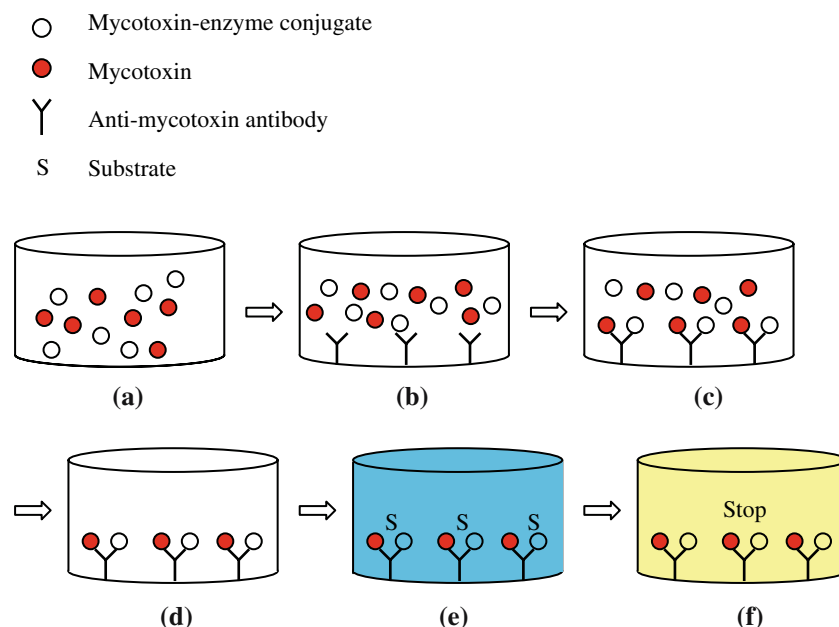 Mycotoxin-enzyme conjugate
Mycotoxin
Anti-mycotoxin antibody
S Substrate
(a) (b) (c)
S S S Stop
(d) (e) (f)